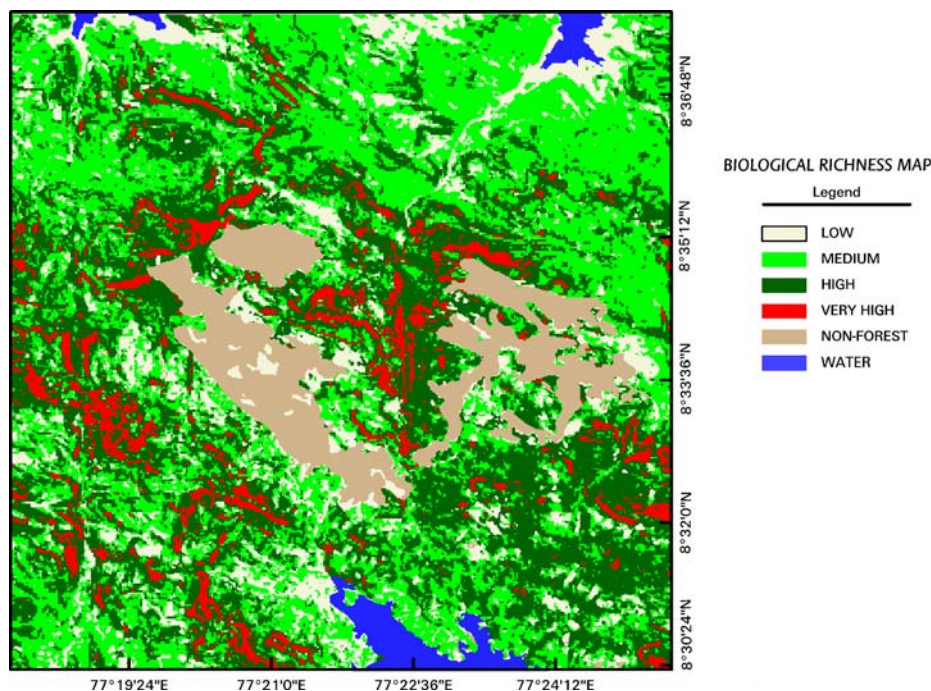 BIOLOGICAL RICHNESS MAP
Legend
LOW
MEDIUM
HIGH
VERY HIGH
NON-FOREST
WATER
8°36'48"N
8°35'12"N
8°33'36"N
8°32'0"N
8°30'24"N
77°19'24"E
77°21'0"E
77°22'36"E
77°24'12"E